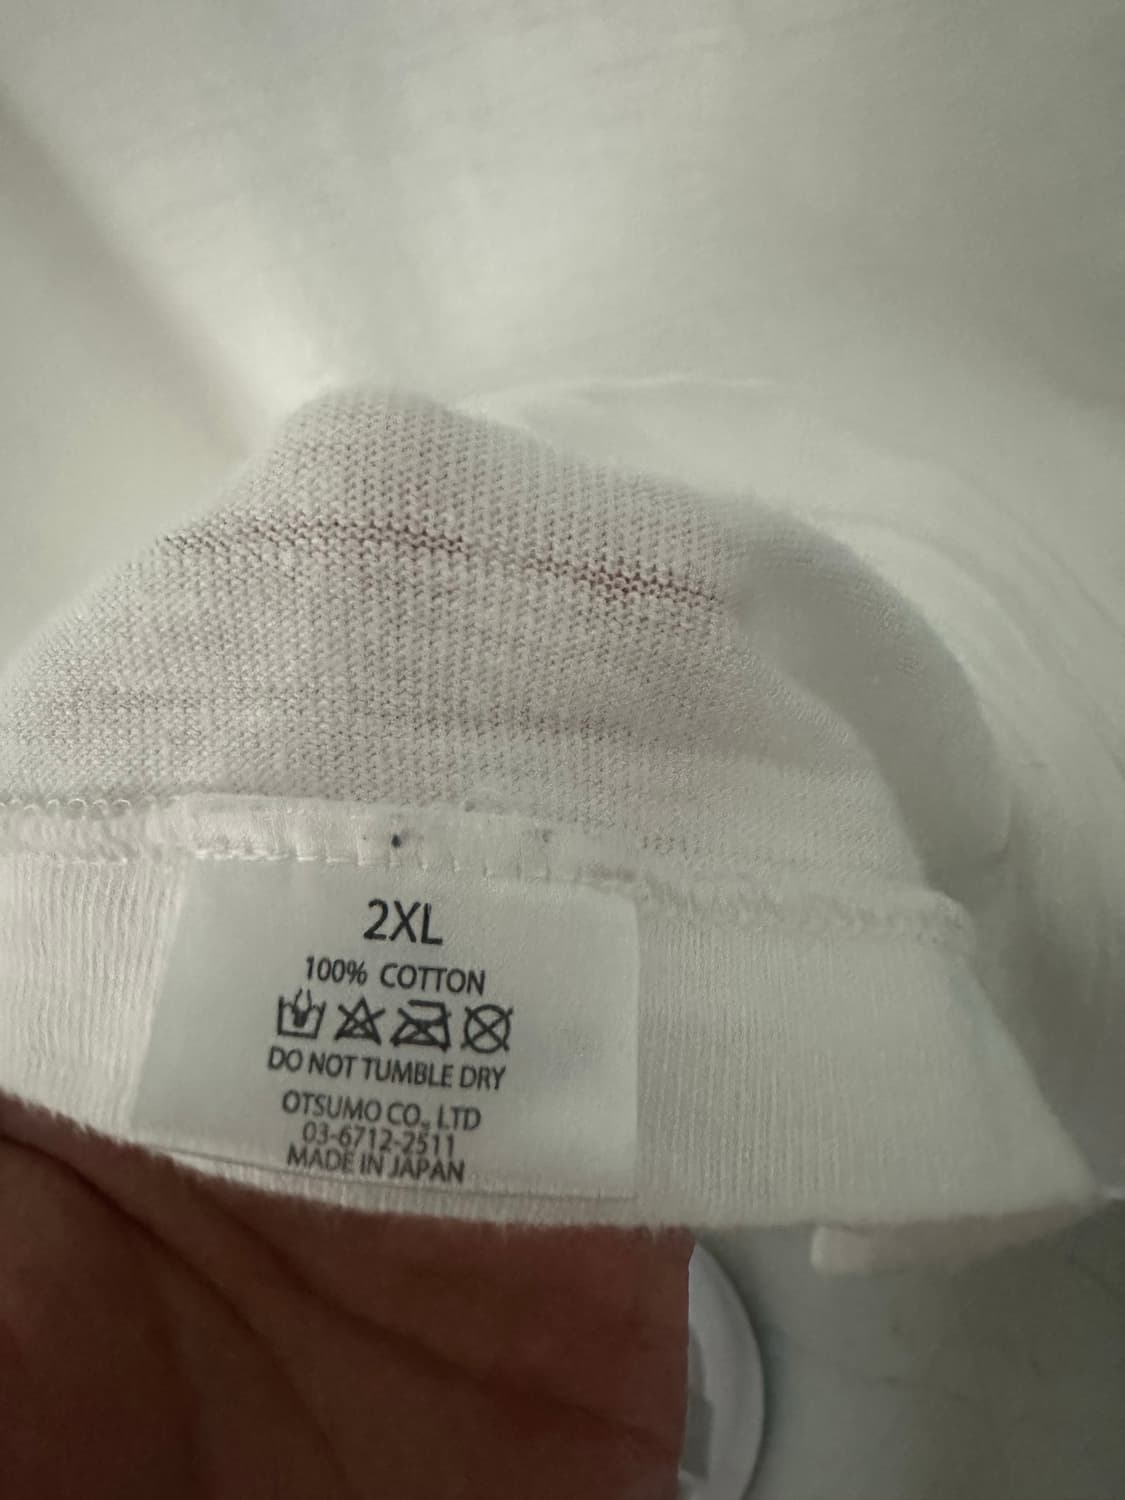 2XL
100% COTTON
DO NOT TUMBLE DRY
OTSUMO CO., LTD
03-6712-2511
MADE IN JAPAN